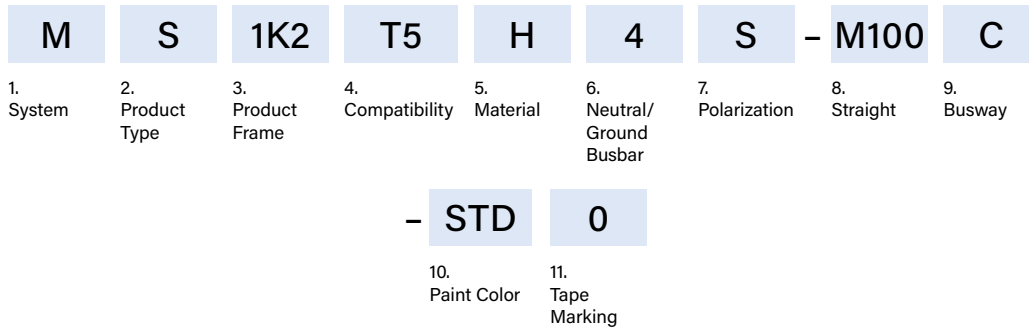 M S 1K2 T5 H 4 S – M100 C
1. 2. 3. 4. 5. 6. 7. 8. 9.
System Product Product Compatibility Material Neutral/ Polarization Straight Busway
Type Frame Ground
Busbar
– STD 0
10. 11.
Paint Color Tape
Marking